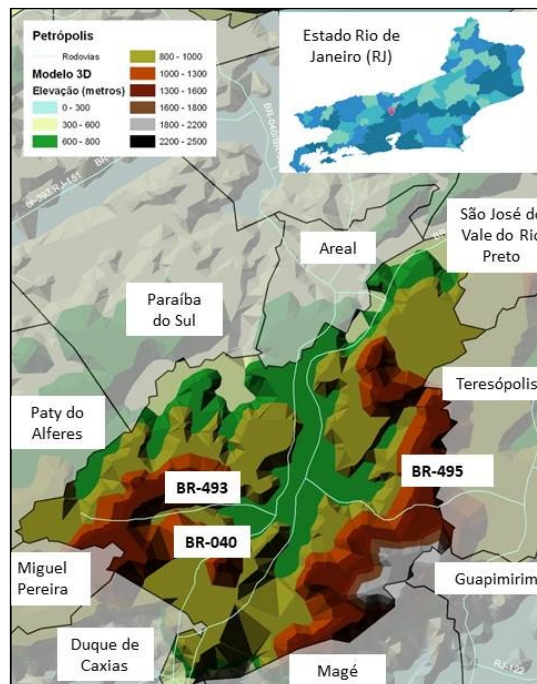 Petrópolis
Rodovias
Modelo 3D
Elevação (metros)
0 - 300
300 - 600
600 - 800
800 - 1000
1000 - 1300
1300 - 1600
1600 - 1800
1800 - 2200
2200 - 2500
Estado Rio de
Janeiro (RJ)
São José do
Vale do Rio
Preto
Areal
Paraíba
do Sul
Teresópolis
Paty do
Alferes
BR-495
BR-493
BR-040
Miguel
Pereira
Guapimirim
Duque de
Caxias
Magé
RJ-122